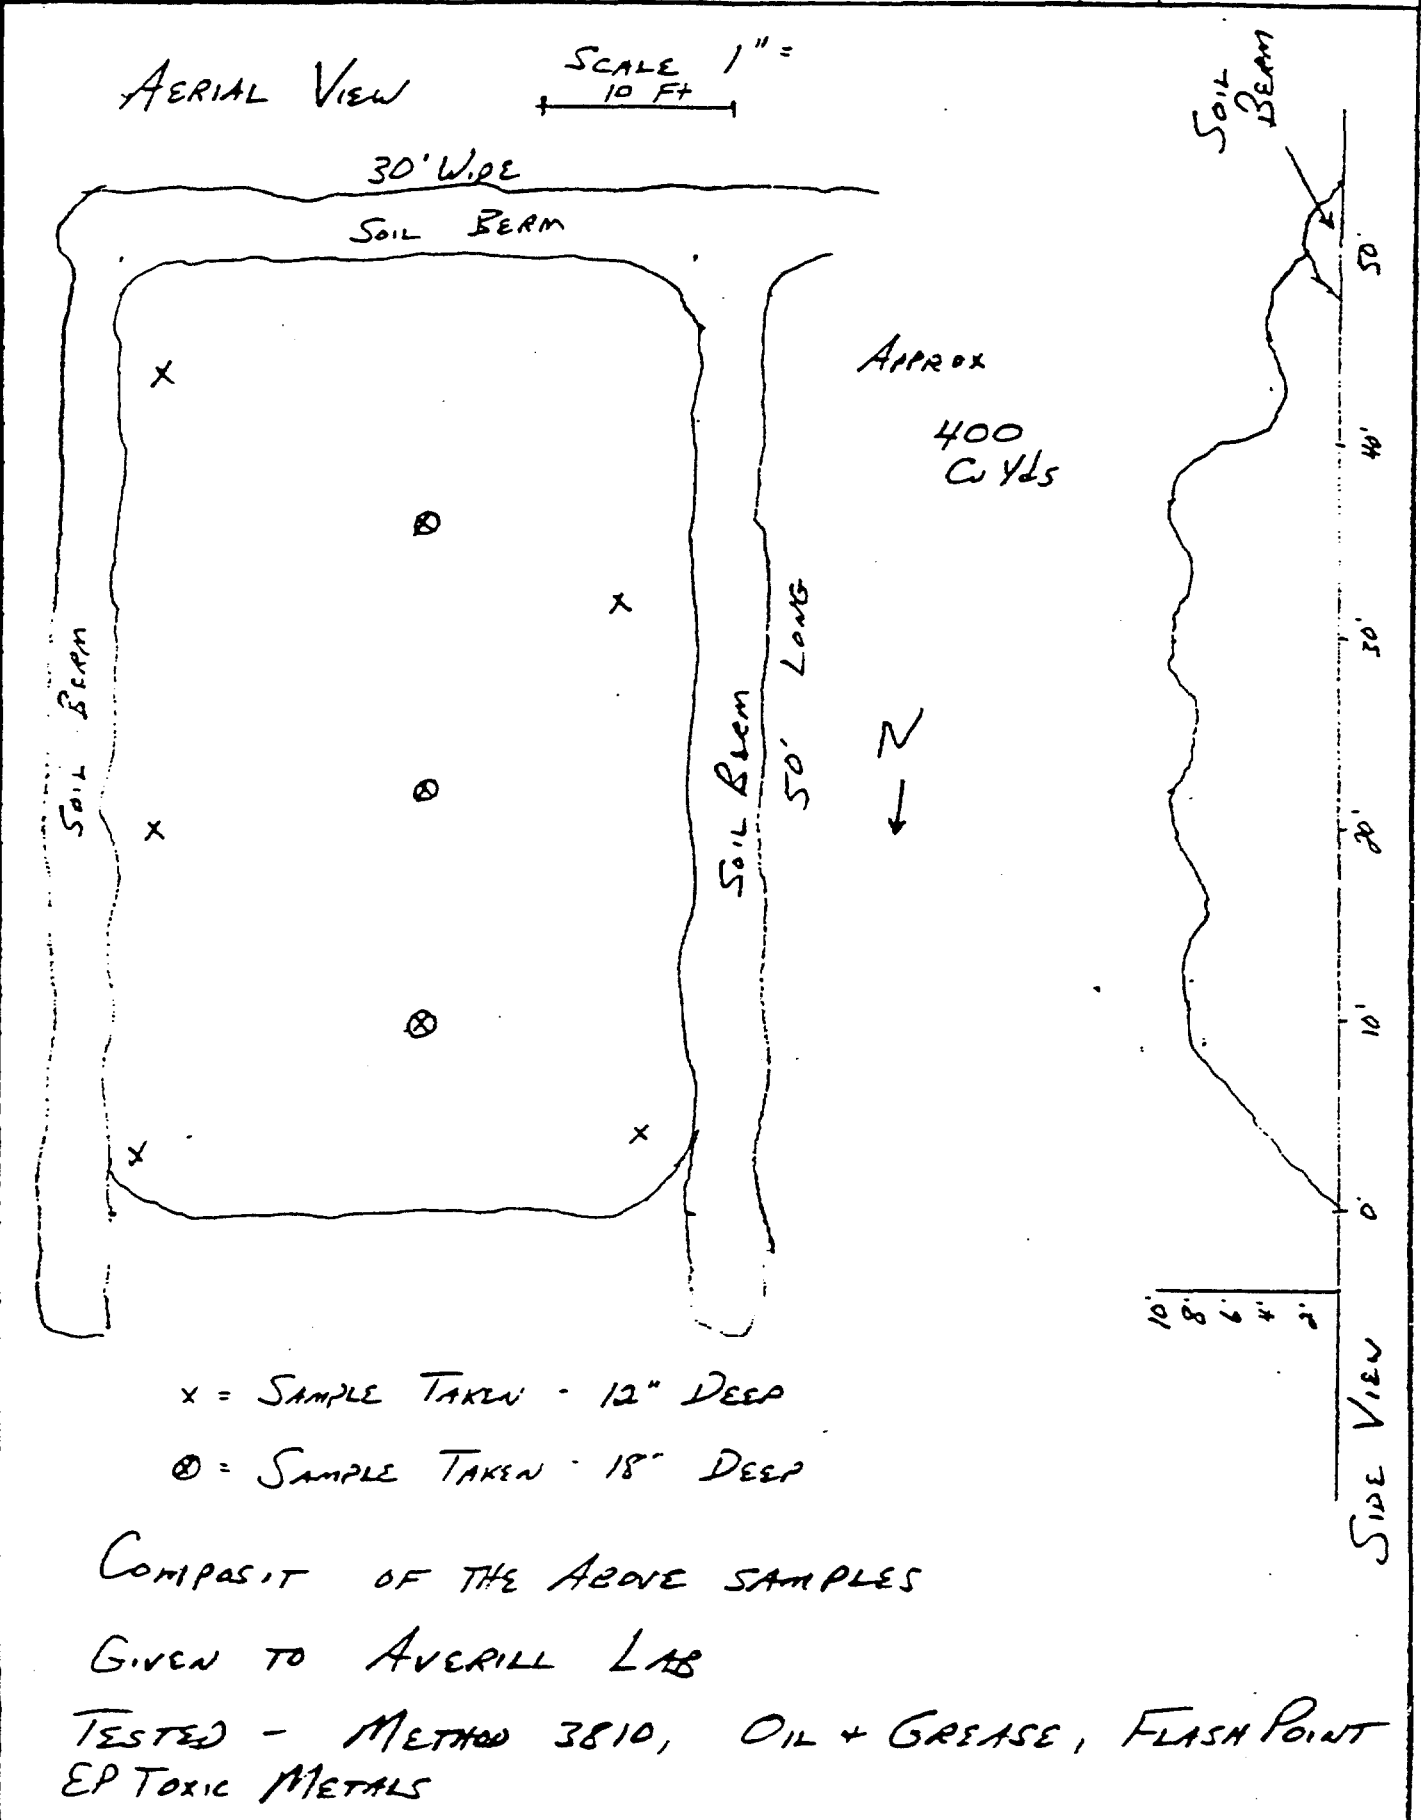 AERIAL VIEW
SCALE 1" =
10 Ft
30' WIDE
SOIL BERM
SOIL BERM
SOIL BERM
50' LONG
APPROX
400
Cu Yds
N
SOIL
BERM
50'
40'
30'
20'
10'
0'
10'
8'
6'
4'
2'
SIDE VIEW
x = SAMPLE TAKEN - 12" DEEP
⊗ = SAMPLE TAKEN - 18" DEEP
COMPOSIT OF THE ABOVE SAMPLES
GIVEN TO AVERILL LAB
TESTED - METHOD 3810, OIL + GREASE, FLASH POINT
EP TOXIC METALS